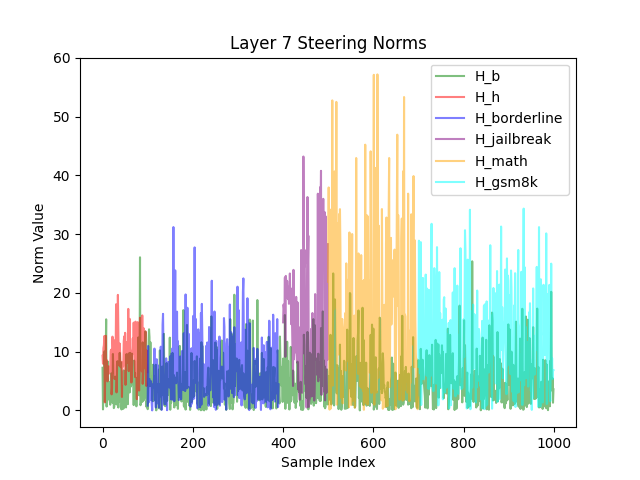 Layer 7 Steering Norms
Norm Value
60
50
40
30
20
10
0
0
200
400
600
800
1000
Sample Index
H_b
H_h
H_borderline
H_jailbreak
H_math
H_gsm8k